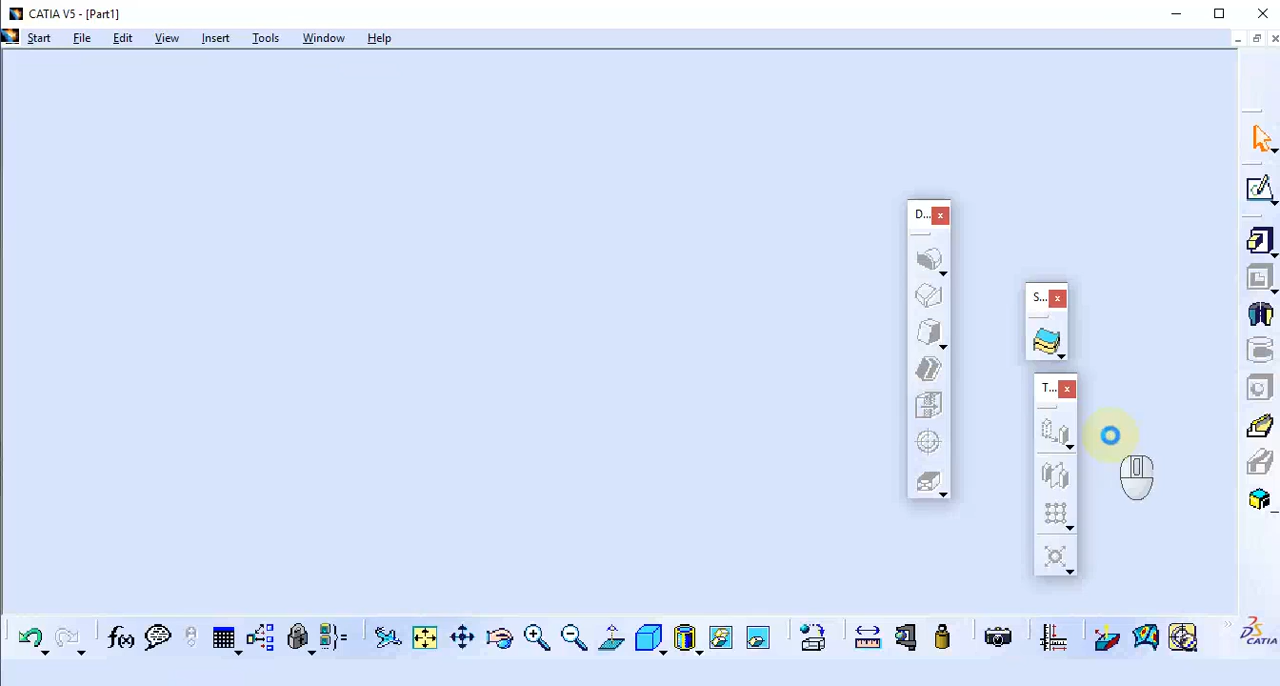 CATIA V5 - [Part1]
Start File Edit View Insert Tools Window Help
D...
S...
T...
f(x)
CATIA